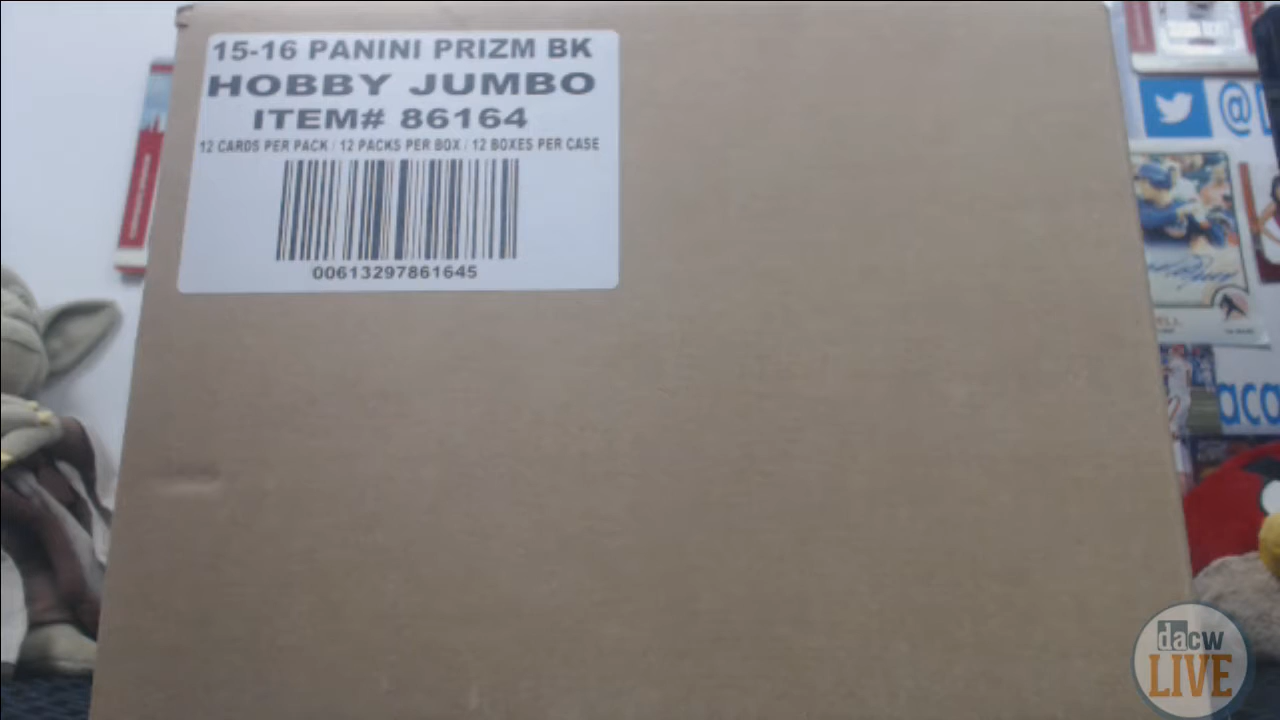 15-16 PANINI PRIZM BK
HOBBY JUMBO
ITEM# 86164
12 CARDS PER PACK / 12 PACKS PER BOX / 12 BOXES PER CASE
00613297861645
dacw
LIVE